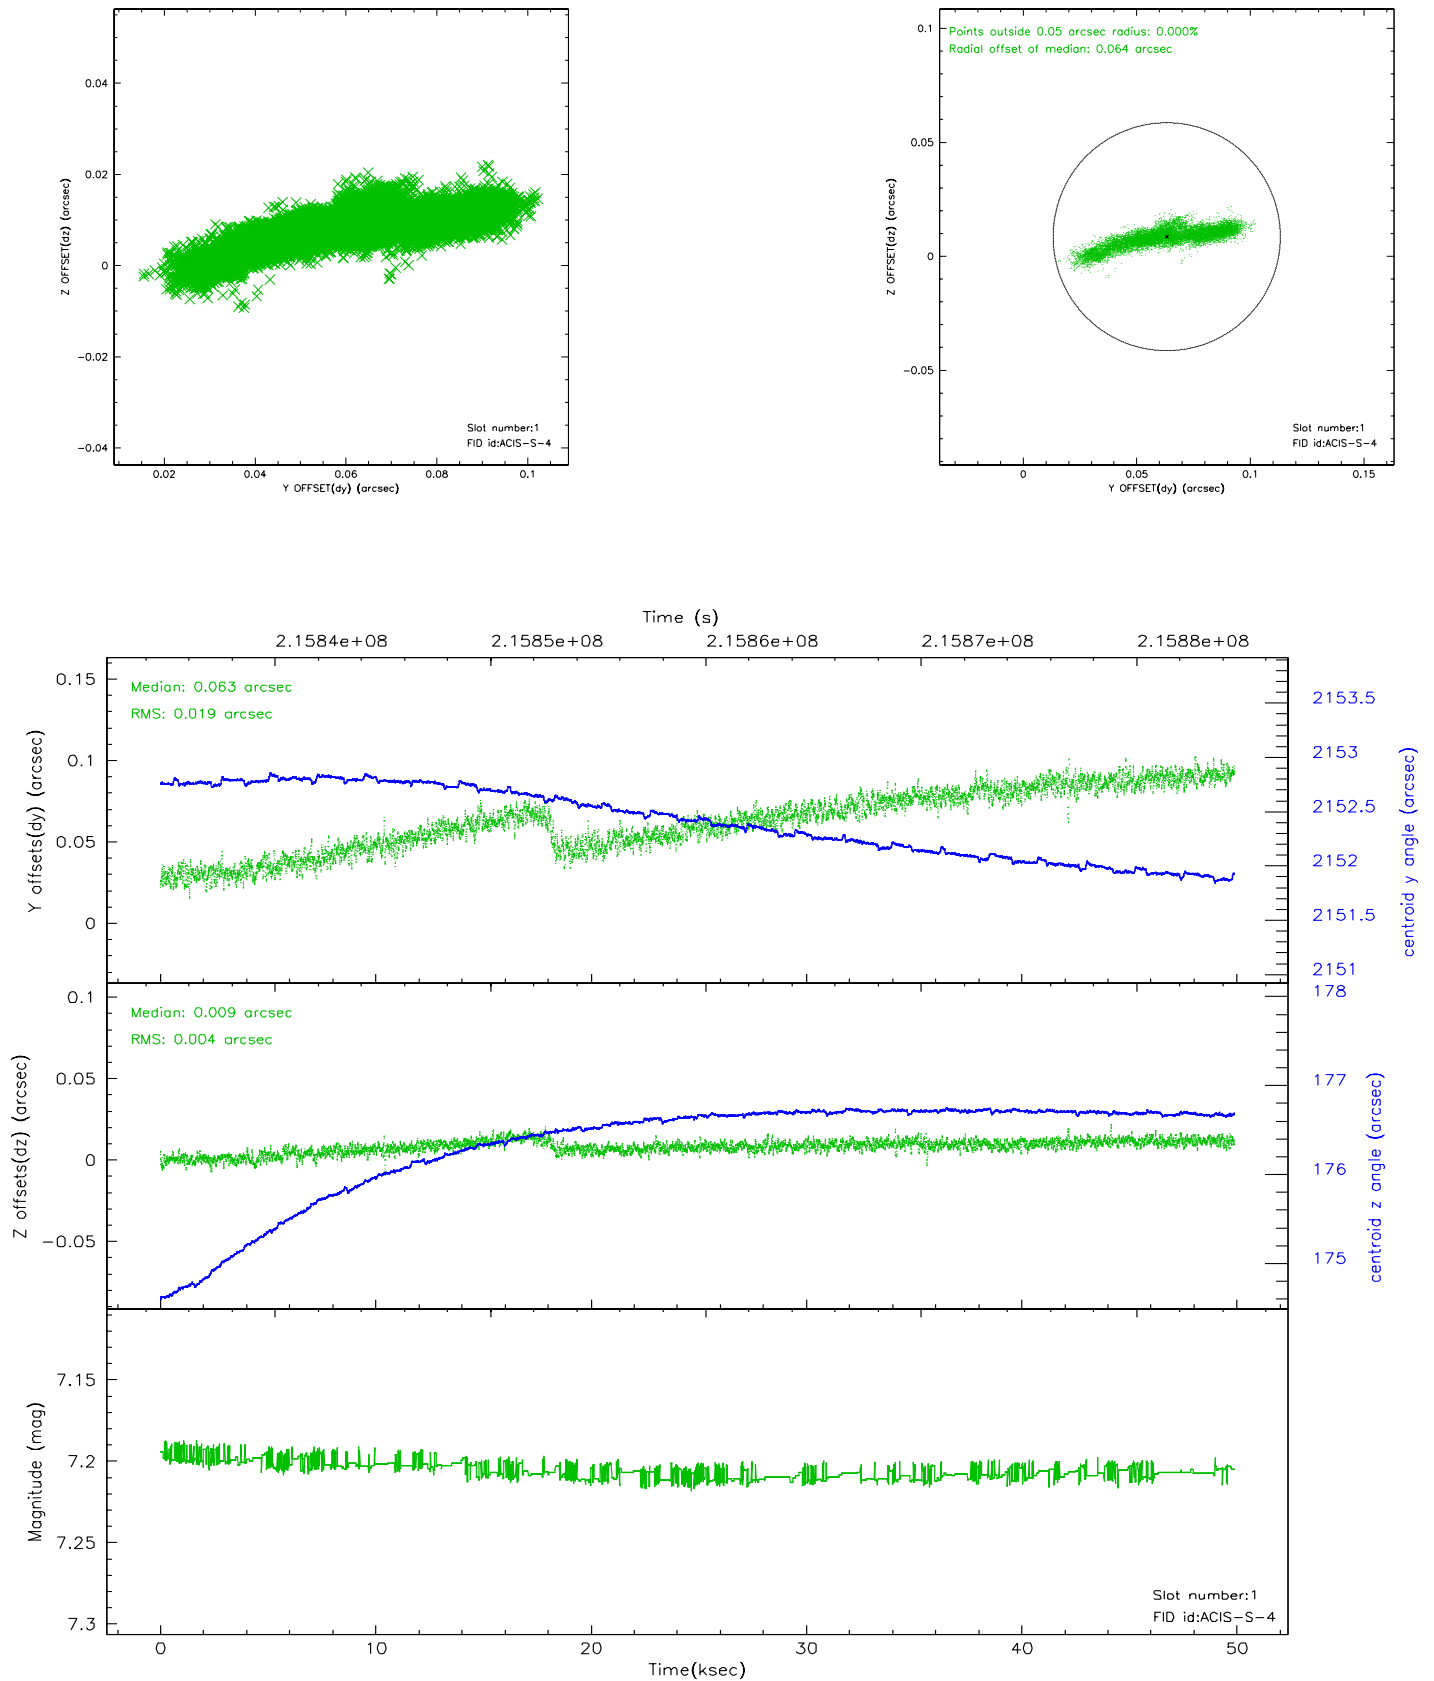 Z OFFSET(dz) (arcsec)
0.04
0.02
0
-0.02
-0.04
Slot number:1
FID id:ACIS-S-4
0.02 0.04 0.06 0.08 0.1
Y OFFSET(dy) (arcsec)
Points outside 0.05 arcsec radius: 0.000%
Radial offset of median: 0.064 arcsec
Z OFFSET(dz) (arcsec)
0.1
0.05
0
-0.05
Slot number:1
FID id:ACIS-S-4
0 0.05 0.1 0.15
Y OFFSET(dy) (arcsec)
Time (s)
2.1584e+08 2.1585e+08 2.1586e+08 2.1587e+08 2.1588e+08
Y offsets(dy) (arcsec)
0.15
0.1
0.05
0
Median: 0.063 arcsec
RMS: 0.019 arcsec
2153.5
2153
2152.5
2152
2151.5
2151
centroid y angle (arcsec)
Z offsets(dz) (arcsec)
0.1
0.05
0
-0.05
Median: 0.009 arcsec
RMS: 0.004 arcsec
178
177
176
175
centroid z angle (arcsec)
Magnitude (mag)
7.15
7.2
7.25
7.3
Slot number:1
FID id:ACIS-S-4
0 10 20 30 40 50
Time(ksec)